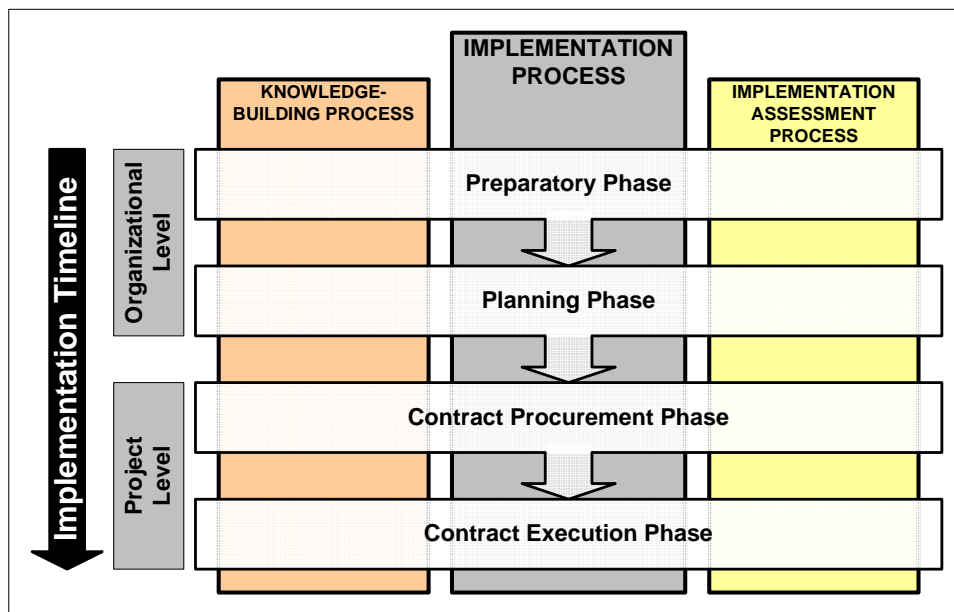 IMPLEMENTATION
PROCESS
KNOWLEDGE-
BUILDING PROCESS
IMPLEMENTATION
ASSESSMENT
PROCESS
Implementation Timeline
Organizational
Level
Preparatory Phase
Planning Phase
Project
Level
Contract Procurement Phase
Contract Execution Phase